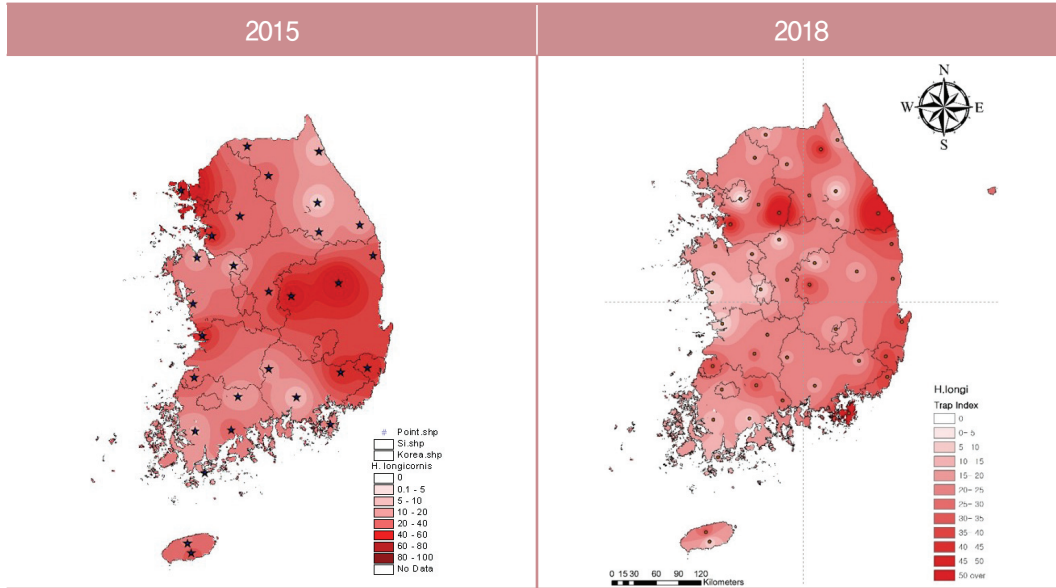 2015
2018
N
W E
S
# Point.shp
Si.shp
Korea.shp
H. longicornis
0
0.1 - 5
5 - 10
10 - 20
20 - 40
40 - 60
60 - 80
80 - 100
No Data
H.longi
Trap Index
0
0- 5
5- 10
10- 15
15- 20
20- 25
25- 30
30- 35
35- 40
40- 45
45- 50
50 over
0 15 30 60 90 120
Kilometers